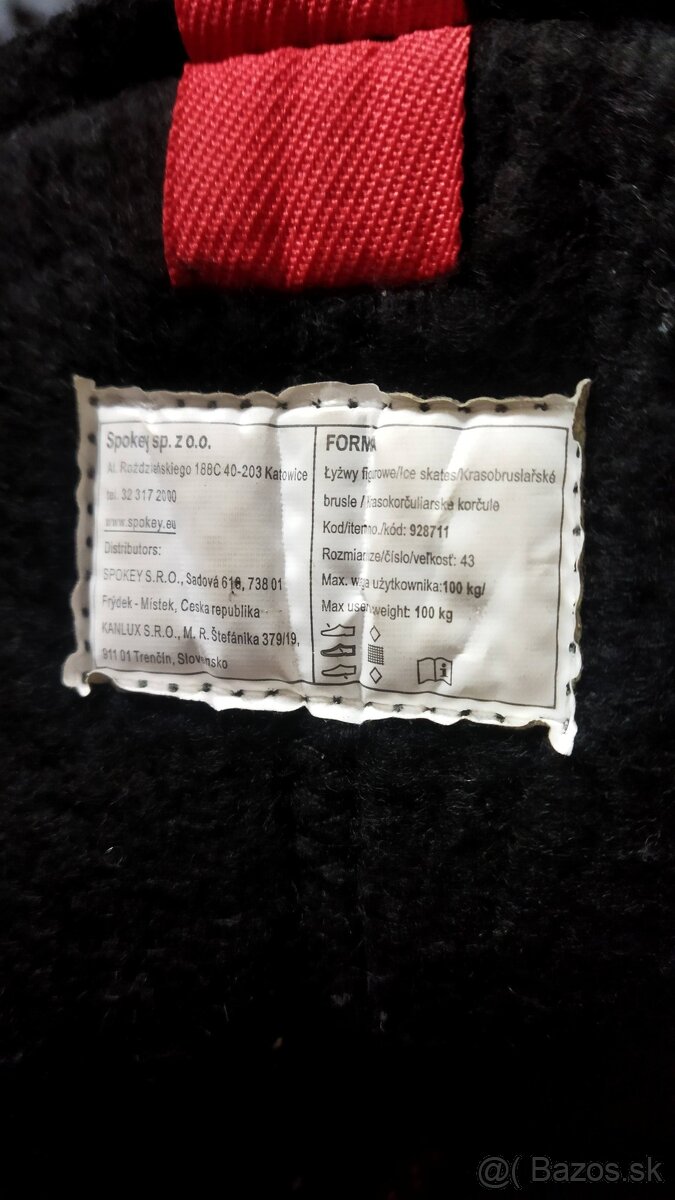 Spokey sp. z o.o.
Al. Roździeńskiego 188C 40-203 Katowice
tel. 32 317 2000
www.spokey.eu
Distributors:
SPOKEY S.R.O., Sadová 618, 738 01
Frýdek - Místek, Ceska republika
KANLUX S.R.O., M. R. Štefánika 379/19,
911 01 Trenčín, Slovensko
FORMA
Łyżwy figurowe/Ice skates/Krasobruslařské
brusle / krasokorčuliarske korčule
Kod/item no./kód: 928711
Rozmiar/size/číslo/veľkosť: 43
Max. waga użytkownika:100 kg/
Max user weight: 100 kg
@( Bazos.sk